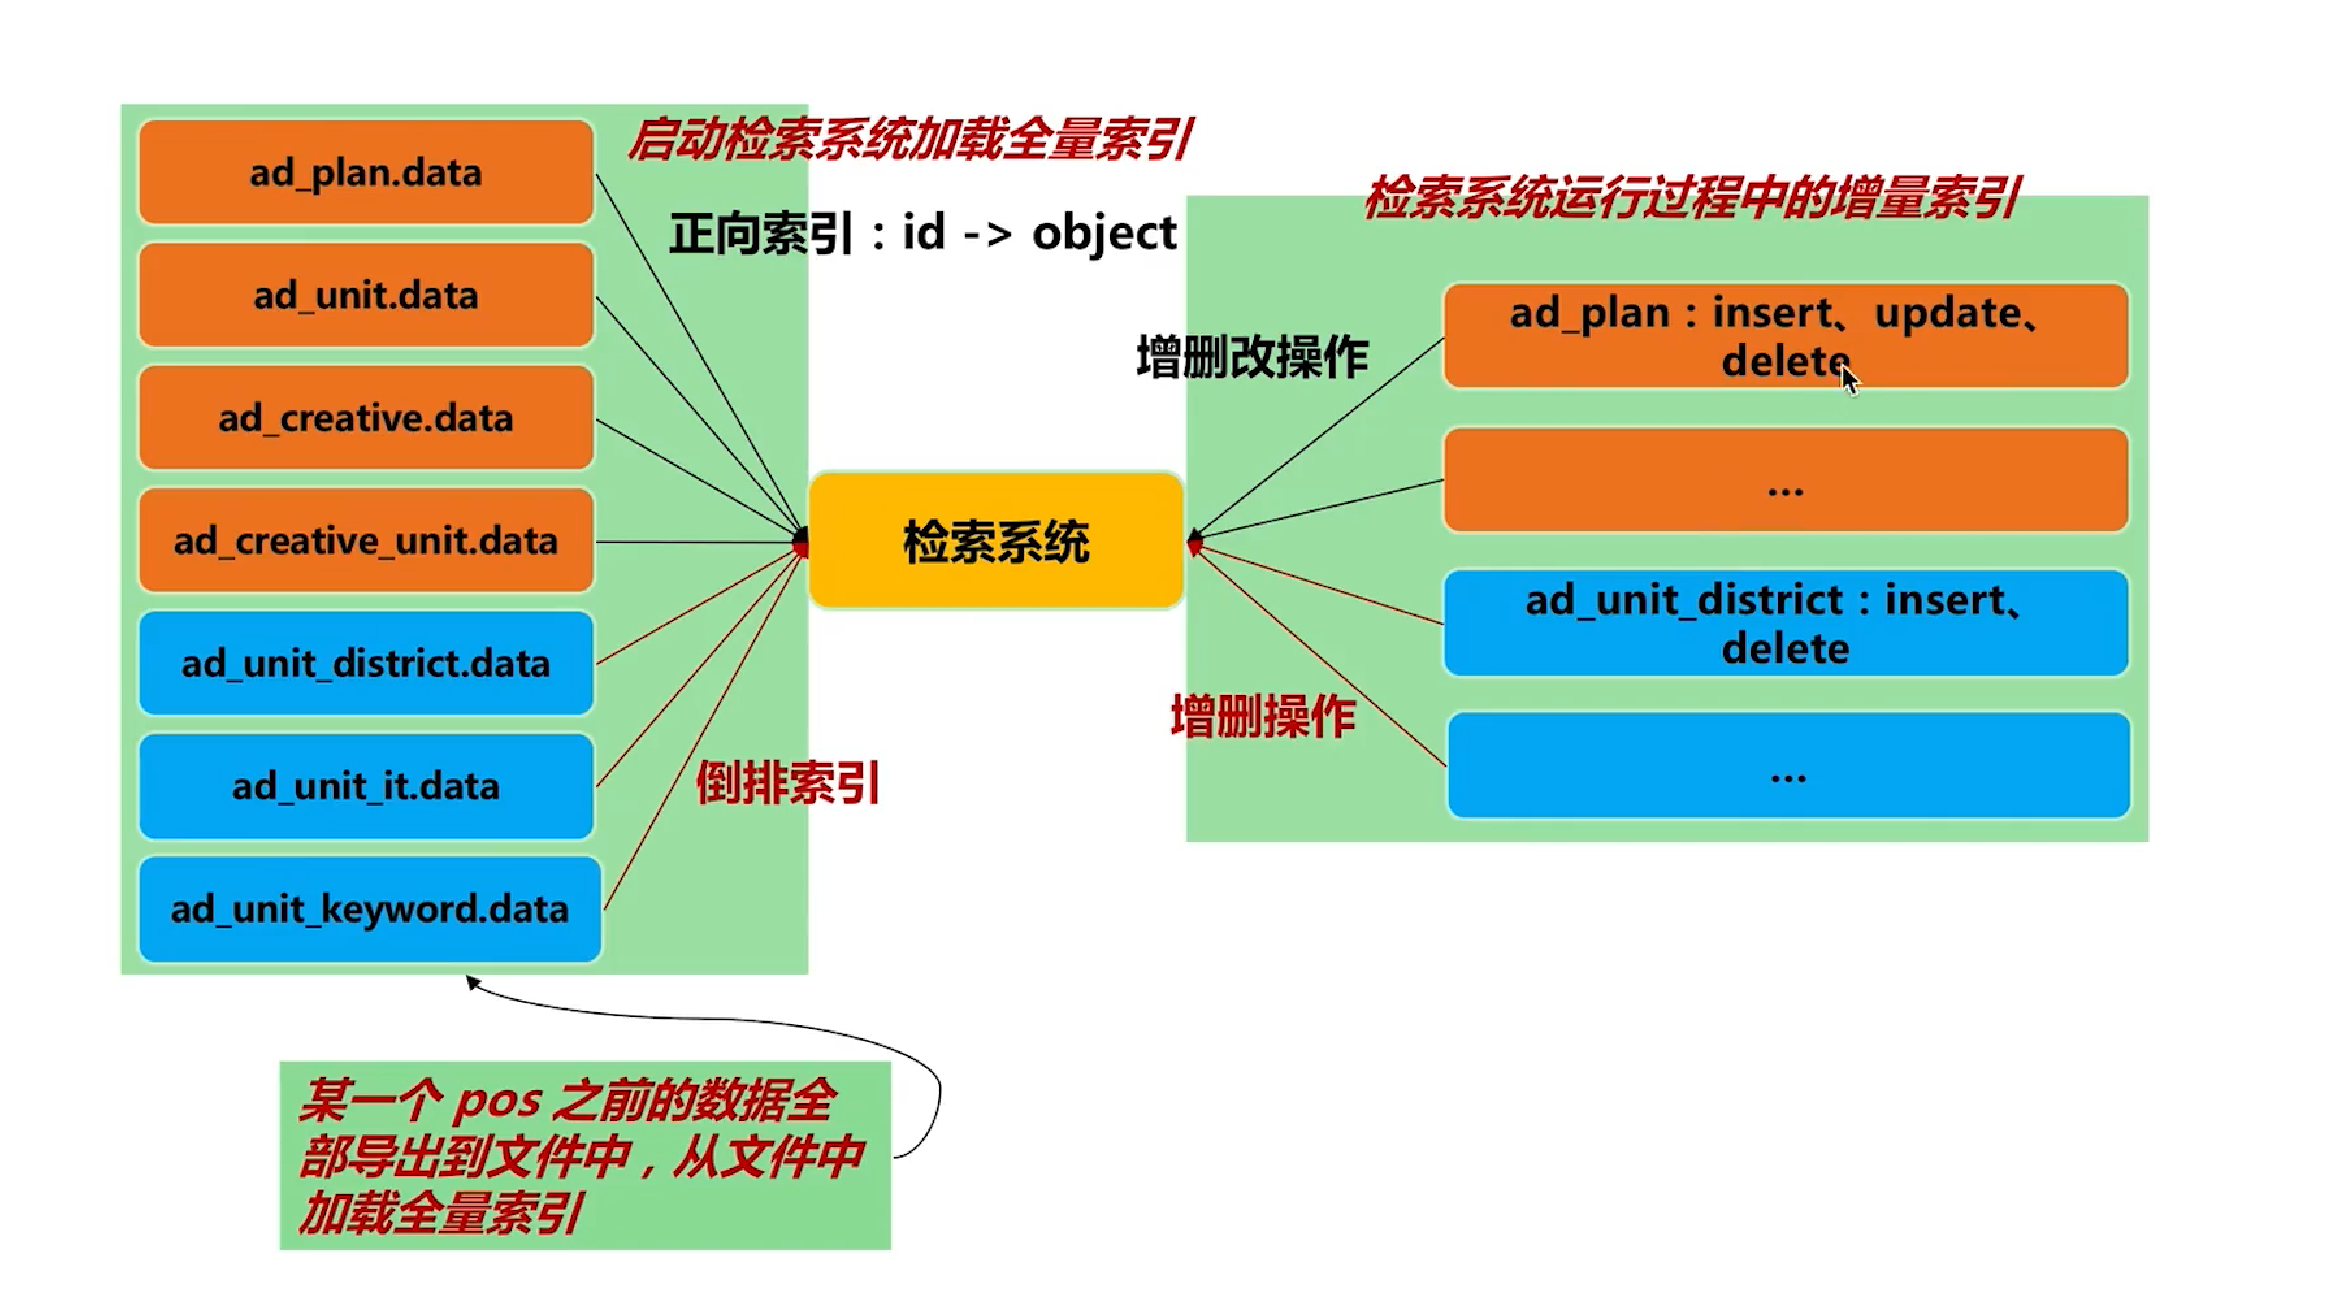 启动检索系统加载全量索引
ad_plan.data
正向索引：id -> object
ad_unit.data
ad_creative.data
ad_creative_unit.data
ad_unit_district.data
ad_unit_it.data
ad_unit_keyword.data
倒排索引
检索系统
检索系统运行过程中的增量索引
增删改操作
ad_plan：insert、update、
delete
...
ad_unit_district：insert、
delete
增删操作
...
某一个 pos 之前的数据全
部导出到文件中，从文件中
加载全量索引